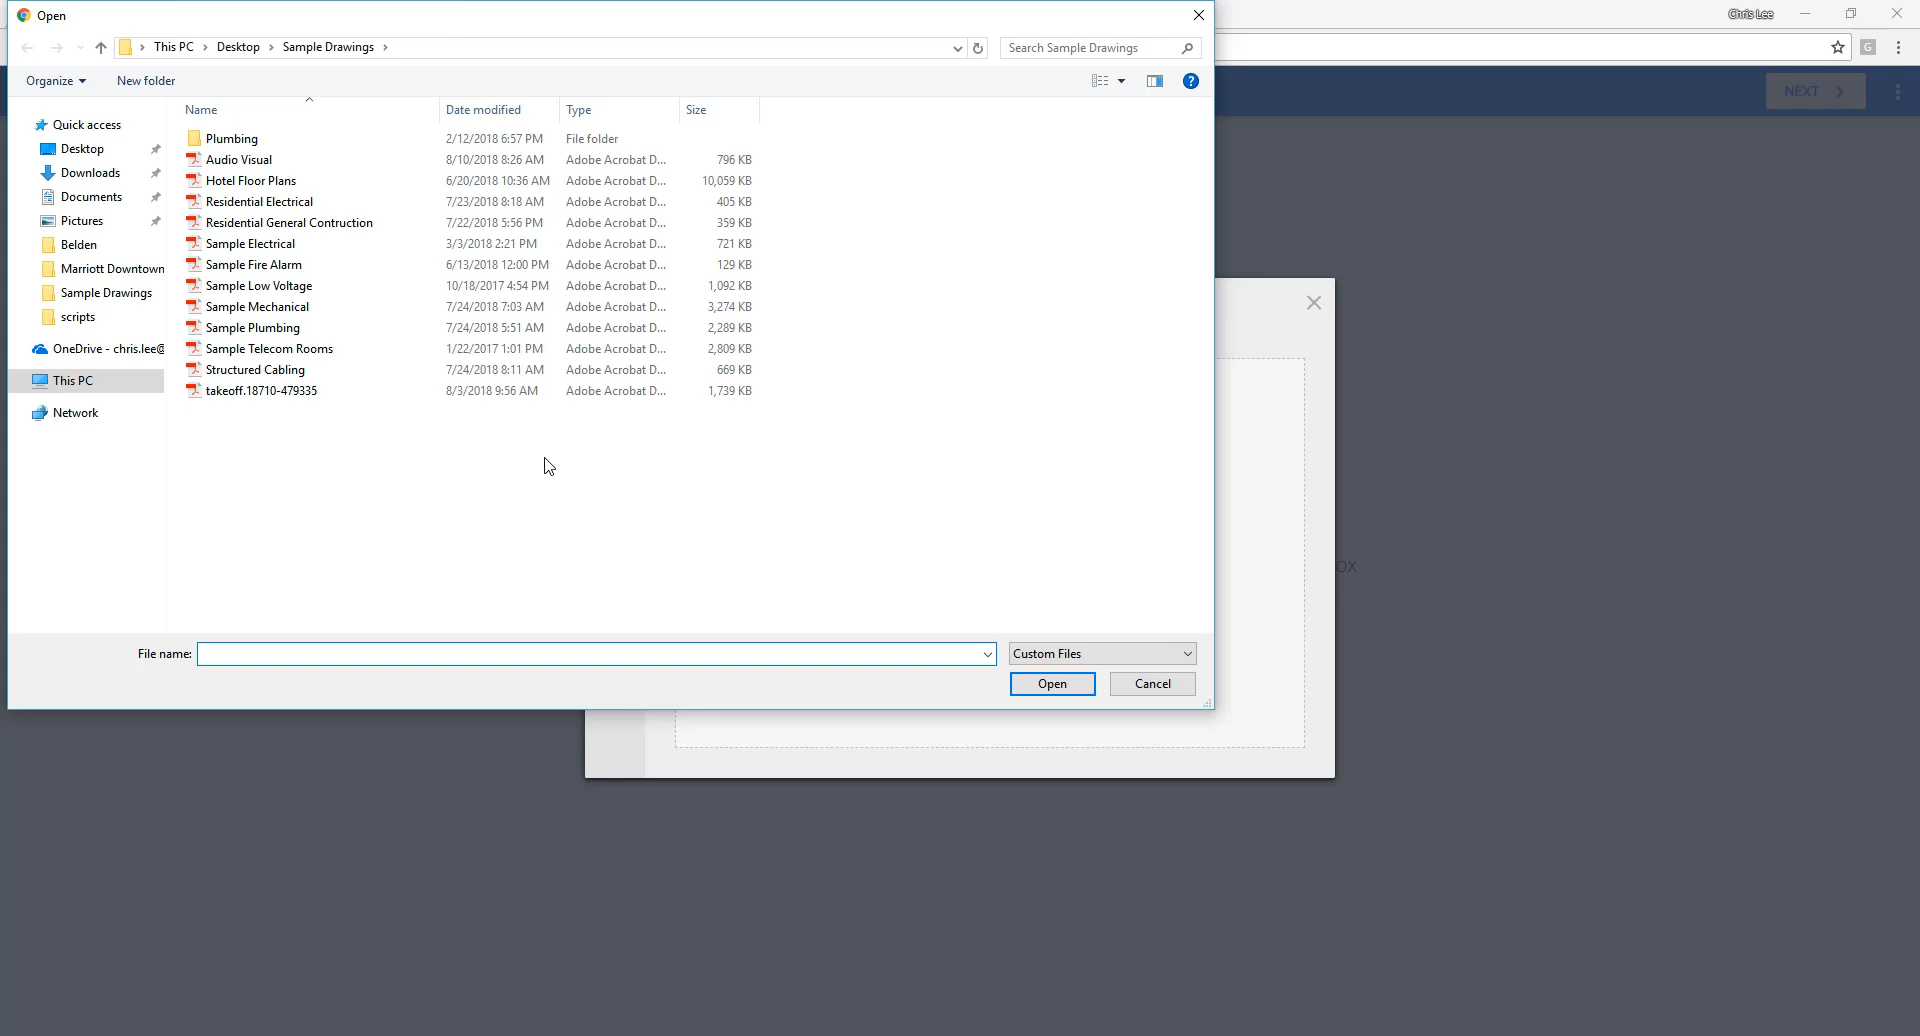 Open
Chris Lee
This PC Desktop Sample Drawings
Search Sample Drawings
G
Organize New folder
?
NEXT
Name Date modified Type Size
Quick access
Desktop
Downloads
Documents
Pictures
Belden
Marriott Downtown
Sample Drawings
scripts
OneDrive - chris.lee@
This PC
Network
Plumbing 2/12/2018 6:57 PM File folder
Audio Visual 8/10/2018 8:26 AM Adobe Acrobat D... 796 KB
Hotel Floor Plans 6/20/2018 10:36 AM Adobe Acrobat D... 10,059 KB
Residential Electrical 7/23/2018 8:18 AM Adobe Acrobat D... 405 KB
Residential General Contruction 7/22/2018 5:56 PM Adobe Acrobat D... 359 KB
Sample Electrical 3/3/2018 2:21 PM Adobe Acrobat D... 721 KB
Sample Fire Alarm 6/13/2018 12:00 PM Adobe Acrobat D... 129 KB
Sample Low Voltage 10/18/2017 4:54 PM Adobe Acrobat D... 1,092 KB
Sample Mechanical 7/24/2018 7:03 AM Adobe Acrobat D... 3,274 KB
Sample Plumbing 7/24/2018 5:51 AM Adobe Acrobat D... 2,289 KB
Sample Telecom Rooms 1/22/2017 1:01 PM Adobe Acrobat D... 2,809 KB
Structured Cabling 7/24/2018 8:11 AM Adobe Acrobat D... 669 KB
takeoff.18710-479335 8/3/2018 9:56 AM Adobe Acrobat D... 1,739 KB
OX
File name: Custom Files
Open Cancel